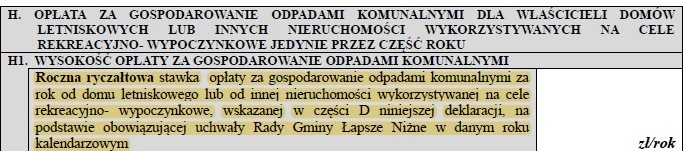 H. OPŁATA ZA GOSPODAROWANIE ODPADAMI KOMUNALNYMI DLA WŁAŚCICIELI DOMÓW
LETNISKOWYCH LUB INNYCH NIERUCHOMOŚCI WYKORZYSTYWANYCH NA CELE
REKREACYJNO- WYPOCZYNKOWE JEDYNIE PRZEZ CZĘŚĆ ROKU
H1. WYSOKOŚĆ OPŁATY ZA GOSPODAROWANIE ODPADAMI KOMUNALNYMI
Roczna ryczałtowa stawka opłaty za gospodarowanie odpadami komunalnymi za
rok od domu letniskowego lub od innej nieruchomości wykorzystywanej na cele
rekreacyjno- wypoczynkowe, wskazanej w części D niniejszej deklaracji, na
podstawie obowiązującej uchwały Rady Gminy Łapsze Niżne w danym roku
kalendarzowym
zł/rok